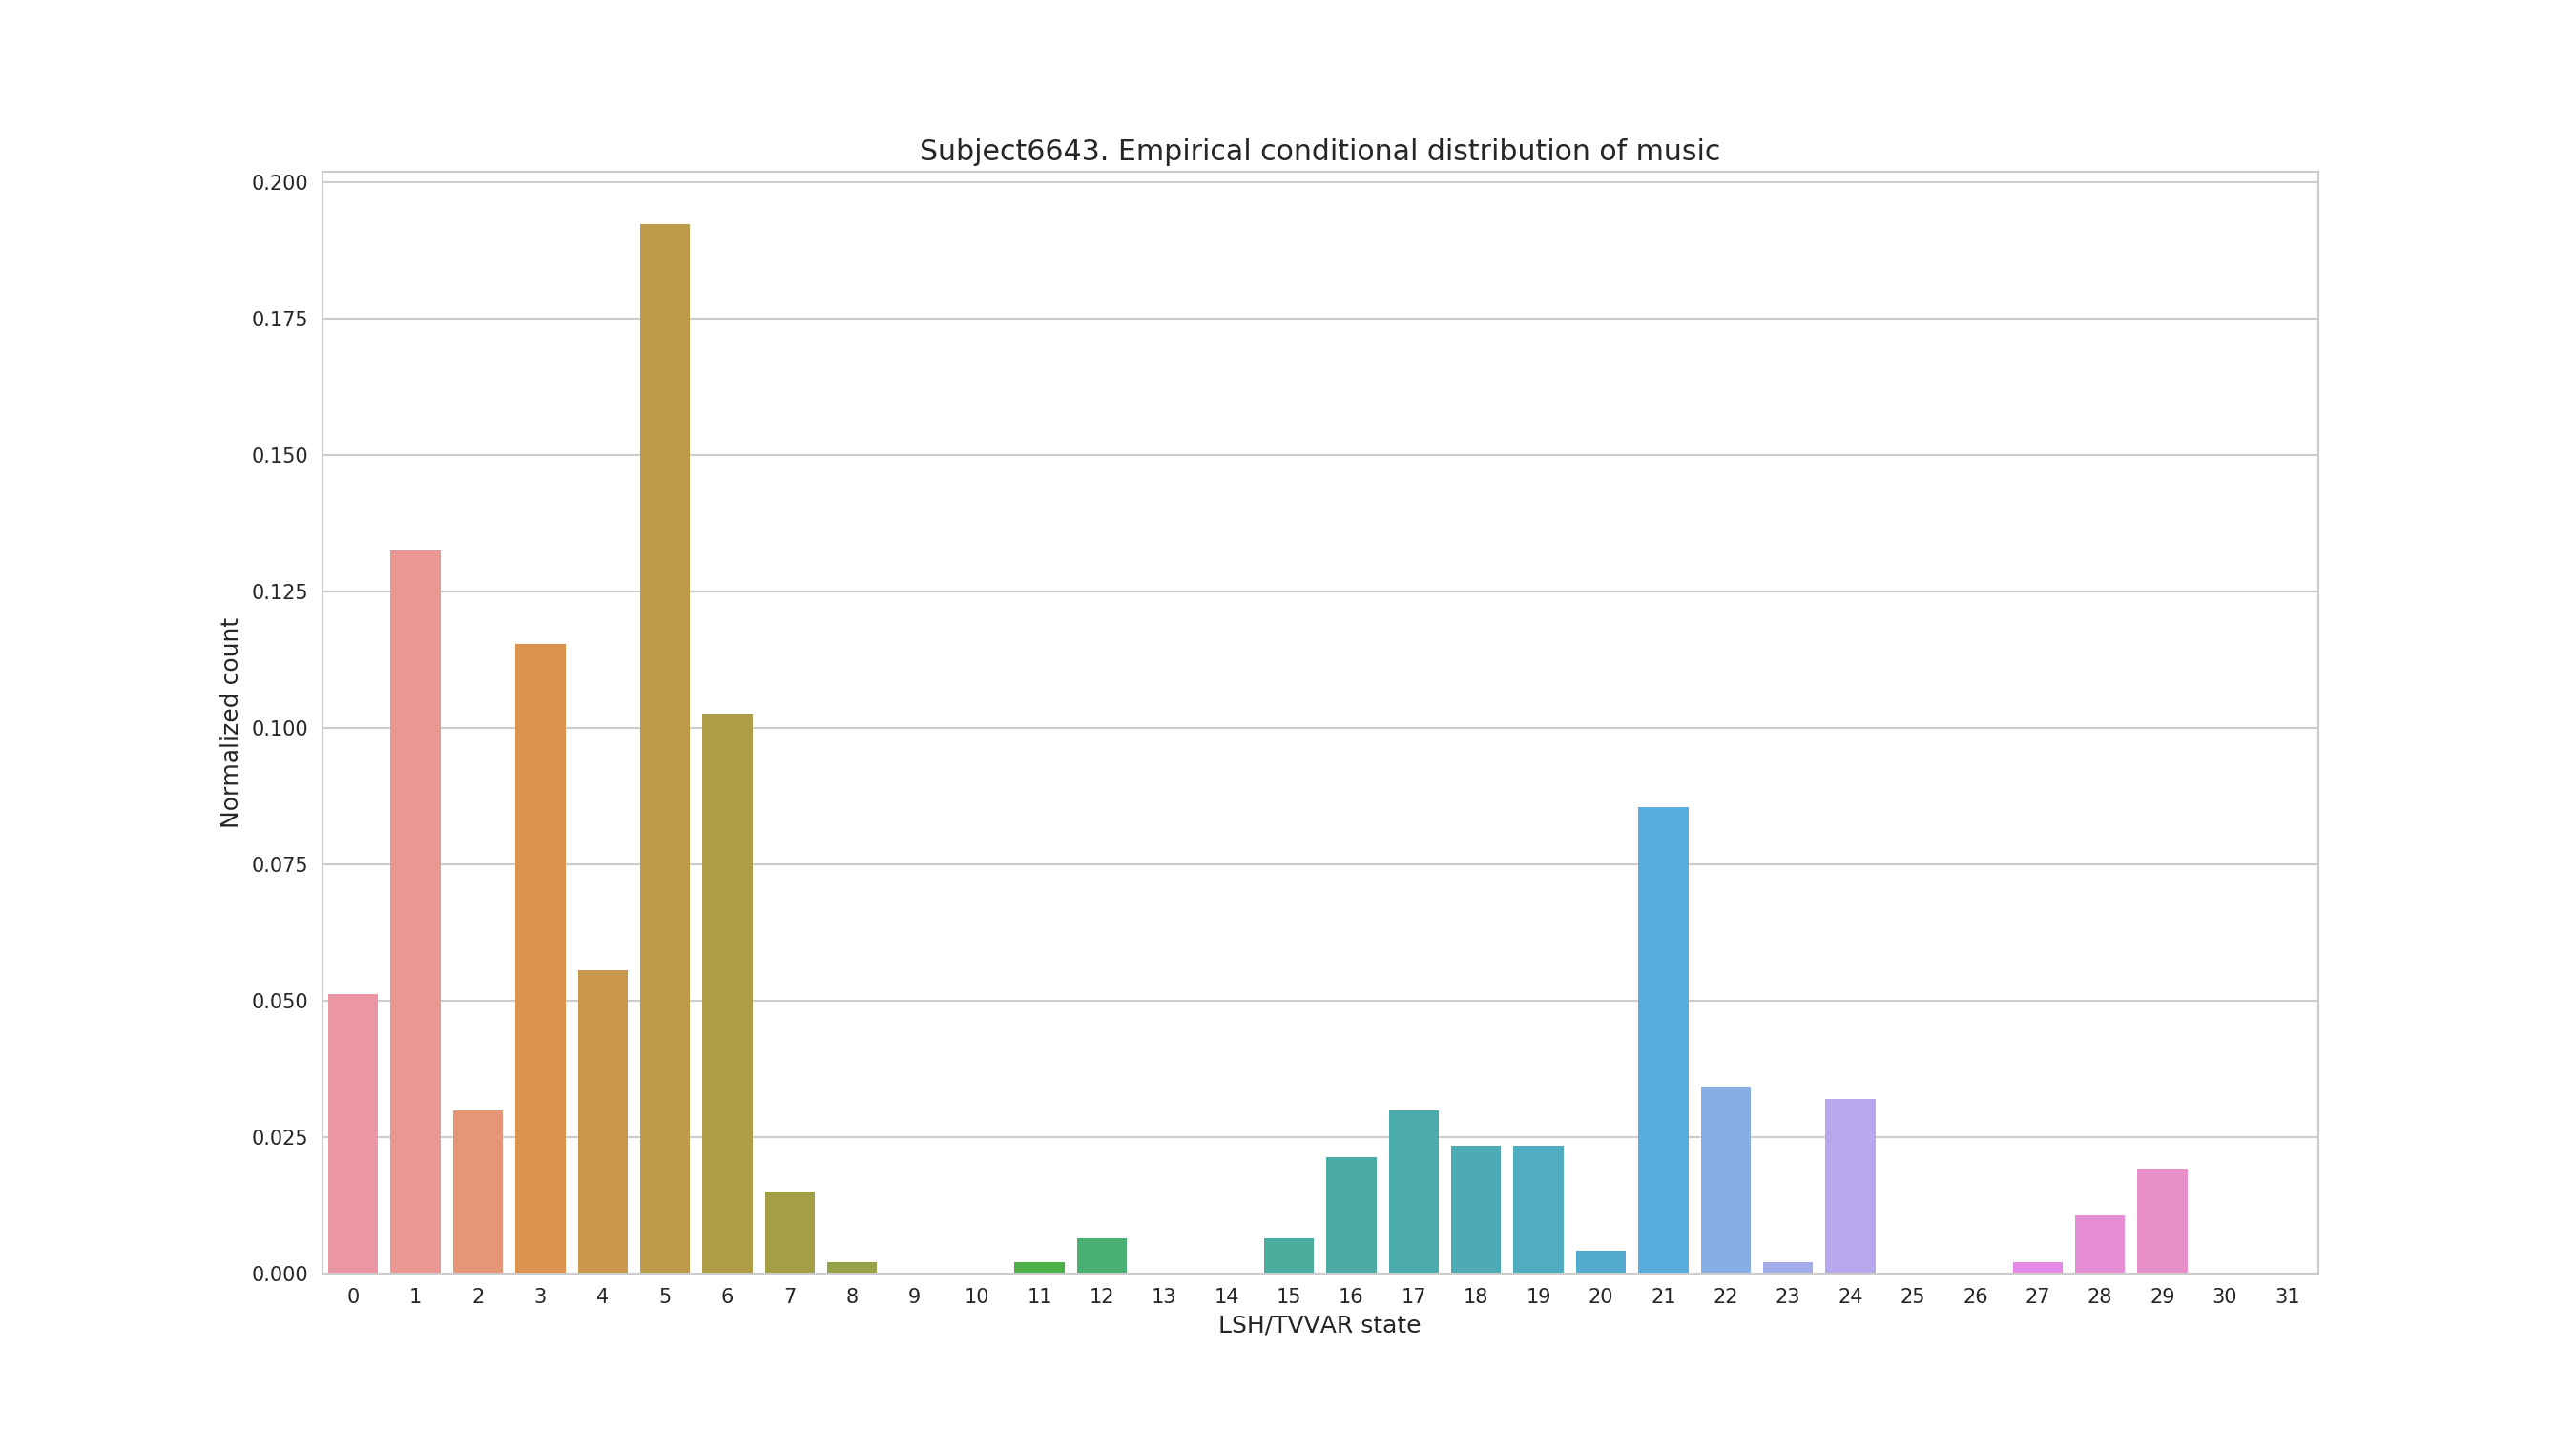 Subject6643. Empirical conditional distribution of music
Normalized count
0.200
0.175
0.150
0.125
0.100
0.075
0.050
0.025
0.000
0 1 2 3 4 5 6 7 8 9 10 11 12 13 14 15 16 17 18 19 20 21 22 23 24 25 26 27 28 29 30 31
LSH/TVVAR state